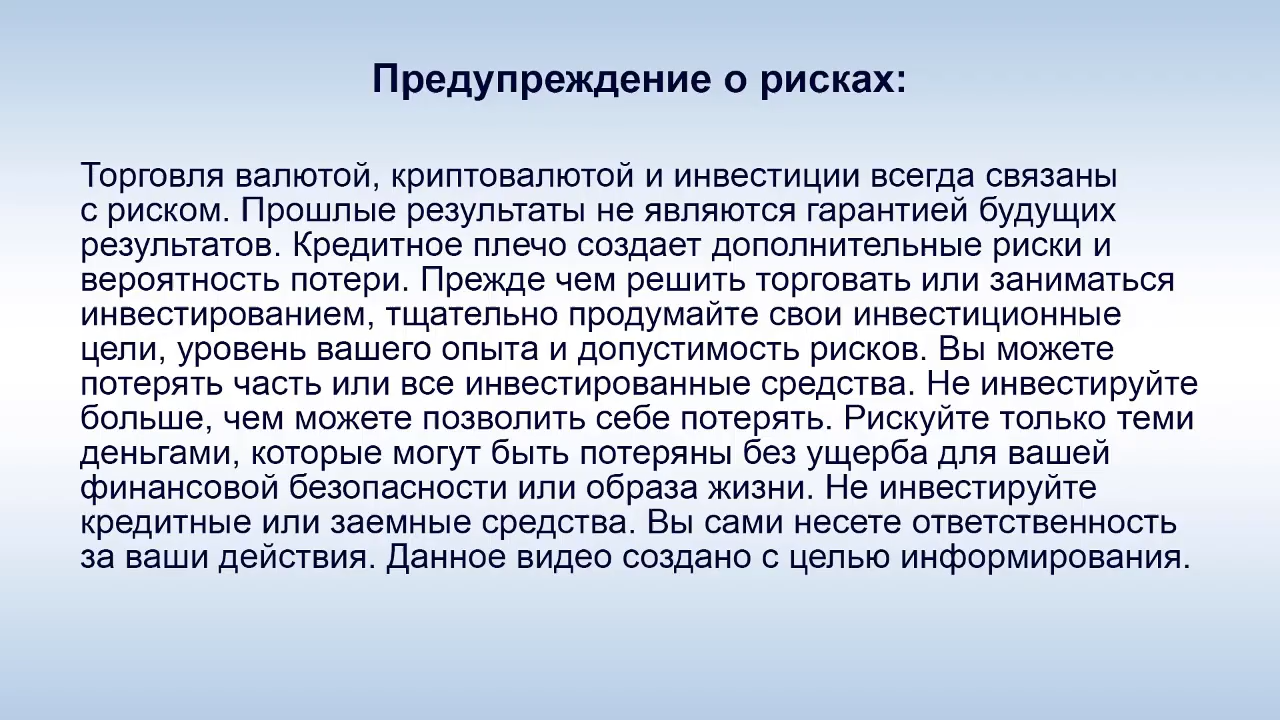 Предупреждение о рисках:
Торговля валютой, криптовалютой и инвестиции всегда связаны
с риском. Прошлые результаты не являются гарантией будущих
результатов. Кредитное плечо создает дополнительные риски и
вероятность потери. Прежде чем решить торговать или заниматься
инвестированием, тщательно продумайте свои инвестиционные
цели, уровень вашего опыта и допустимость рисков. Вы можете
потерять часть или все инвестированные средства. Не инвестируйте
больше, чем можете позволить себе потерять. Рискуйте только теми
деньгами, которые могут быть потеряны без ущерба для вашей
финансовой безопасности или образа жизни. Не инвестируйте
кредитные или заемные средства. Вы сами несете ответственность
за ваши действия. Данное видео создано с целью информирования.